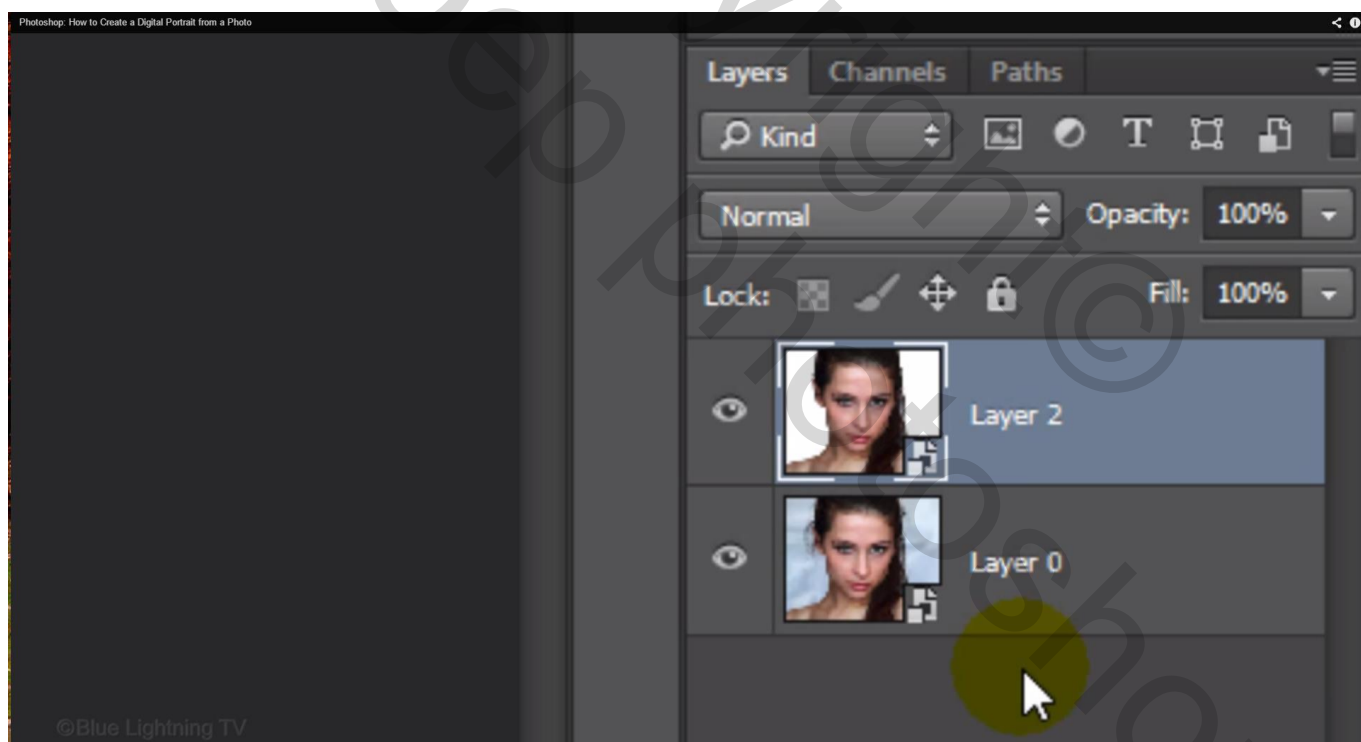 Photoshop: How to Create a Digital Portrait from a Photo
Layers Channels Paths
Kind T
Normal Opacity: 100%
Lock: Fill: 100%
Layer 2
Layer 0
©Blue Lightning TV